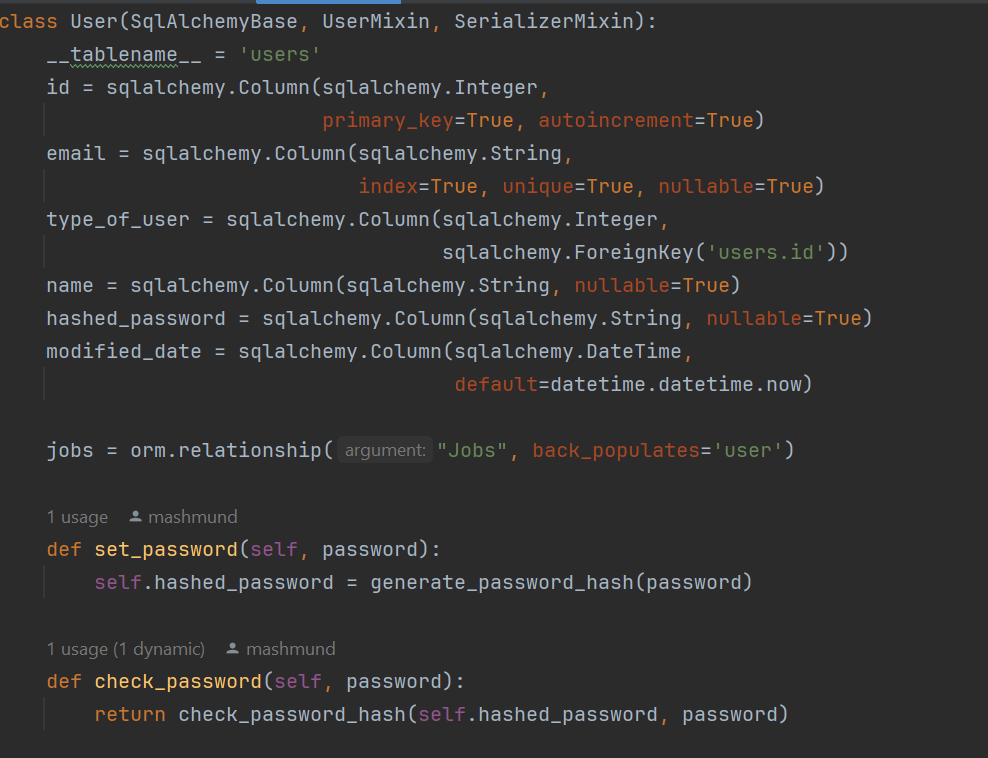 class User(SqlAlchemyBase, UserMixin, SerializerMixin):
    __tablename__ = 'users'
    id = sqlalchemy.Column(sqlalchemy.Integer,
                           primary_key=True, autoincrement=True)
    email = sqlalchemy.Column(sqlalchemy.String,
                              index=True, unique=True, nullable=True)
    type_of_user = sqlalchemy.Column(sqlalchemy.Integer,
                                     sqlalchemy.ForeignKey('users.id'))
    name = sqlalchemy.Column(sqlalchemy.String, nullable=True)
    hashed_password = sqlalchemy.Column(sqlalchemy.String, nullable=True)
    modified_date = sqlalchemy.Column(sqlalchemy.DateTime,
                                      default=datetime.datetime.now)
    jobs = orm.relationship( argument: "Jobs", back_populates='user')
    1 usage mashmund
    def set_password(self, password):
        self.hashed_password = generate_password_hash(password)
    1 usage (1 dynamic) mashmund
    def check_password(self, password):
        return check_password_hash(self.hashed_password, password)